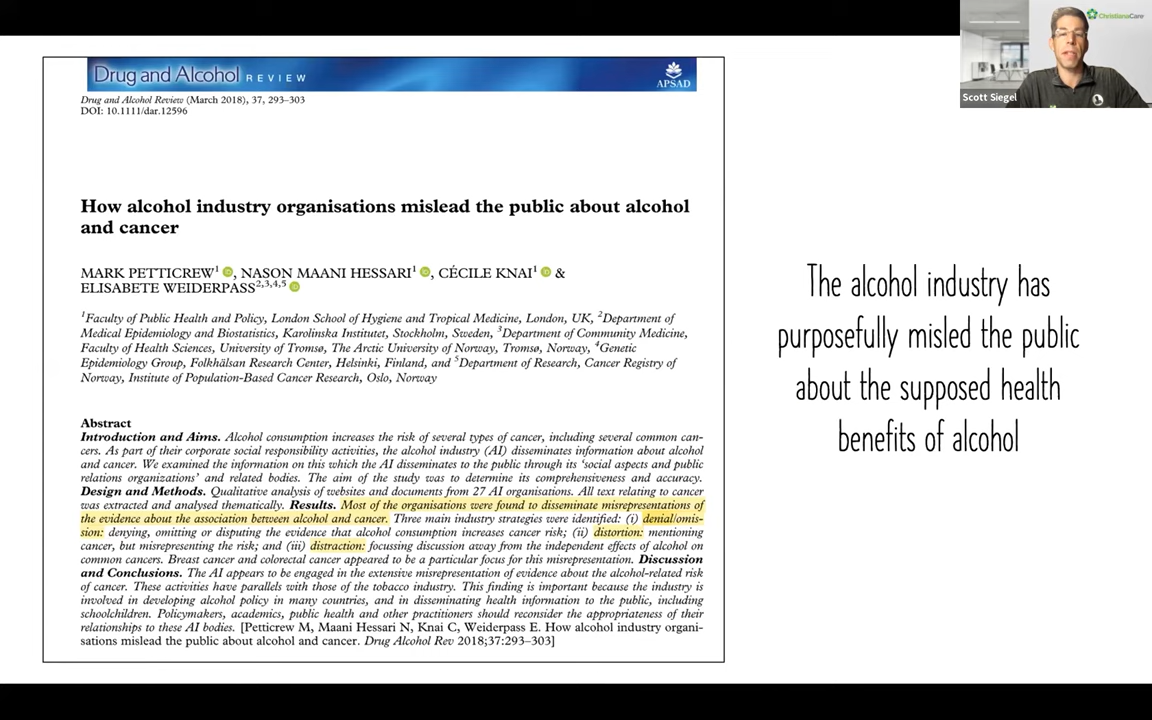 Drug and Alcohol REVIEW
APSAD
Drug and Alcohol Review (March 2018), 37, 293–303
DOI: 10.1111/dar.12596
How alcohol industry organisations mislead the public about alcohol
and cancer
MARK PETTICREW1, NASON MAANI HESSARI1, CÉCILE KNAI1 &
ELISABETE WEIDERPASS2,3,4,5
1Faculty of Public Health and Policy, London School of Hygiene and Tropical Medicine, London, UK, 2Department of
Medical Epidemiology and Biostatistics, Karolinska Institutet, Stockholm, Sweden, 3Department of Community Medicine,
Faculty of Health Sciences, University of Tromsø, The Arctic University of Norway, Tromsø, Norway, 4Genetic
Epidemiology Group, Folkhälsan Research Center, Helsinki, Finland, and 5Department of Research, Cancer Registry of
Norway, Institute of Population-Based Cancer Research, Oslo, Norway
Abstract
Introduction and Aims. Alcohol consumption increases the risk of several types of cancer, including several common can-
cers. As part of their corporate social responsibility activities, the alcohol industry (AI) disseminates information about alcohol
and cancer. We examined the information on this which the AI disseminates to the public through its 'social aspects and public
relations organizations' and related bodies. The aim of the study was to determine its comprehensiveness and accuracy.
Design and Methods. Qualitative analysis of websites and documents from 27 AI organisations. All text relating to cancer
was extracted and analysed thematically. Results. Most of the organisations were found to disseminate misrepresentations of
the evidence about the association between alcohol and cancer. Three main industry strategies were identified: (i) denial/omis-
sion: denying, omitting or disputing the evidence that alcohol consumption increases cancer risk; (ii) distortion: mentioning
cancer, but misrepresenting the risk; and (iii) distraction: focussing discussion away from the independent effects of alcohol on
common cancers. Breast cancer and colorectal cancer appeared to be a particular focus for this misrepresentation. Discussion
and Conclusions. The AI appears to be engaged in the extensive misrepresentation of evidence about the alcohol-related risk
of cancer. These activities have parallels with those of the tobacco industry. This finding is important because the industry is
involved in developing alcohol policy in many countries, and in disseminating health information to the public, including
schoolchildren. Policymakers, academics, public health and other practitioners should reconsider the appropriateness of their
relationships to these AI bodies. [Petticrew M, Maani Hessari N, Knai C, Weiderpass E. How alcohol industry organi-
sations mislead the public about alcohol and cancer. Drug Alcohol Rev 2018;37:293–303]
The alcohol industry has
purposefully misled the public
about the supposed health
benefits of alcohol
ChristianaCare
Scott Siegel